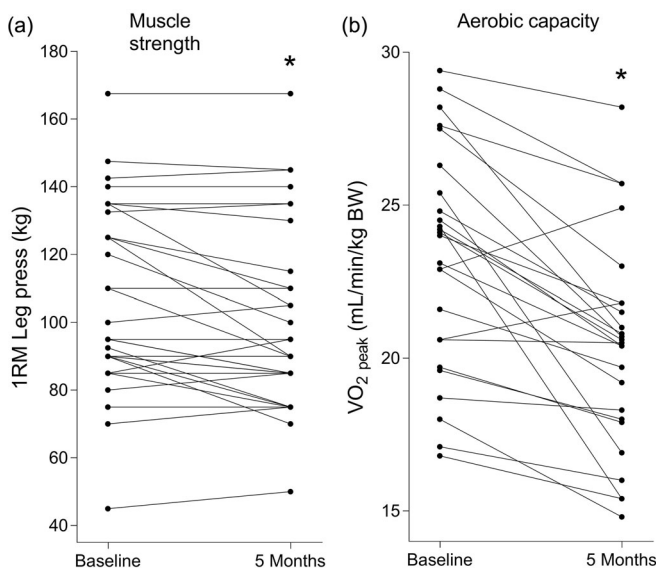 (a)
Muscle
strength
*
1RM Leg press (kg)
180
160
140
120
100
80
60
40
Baseline
5 Months
(b)
Aerobic capacity
*
VO2 peak (mL/min/kg BW)
30
25
20
15
Baseline
5 Months